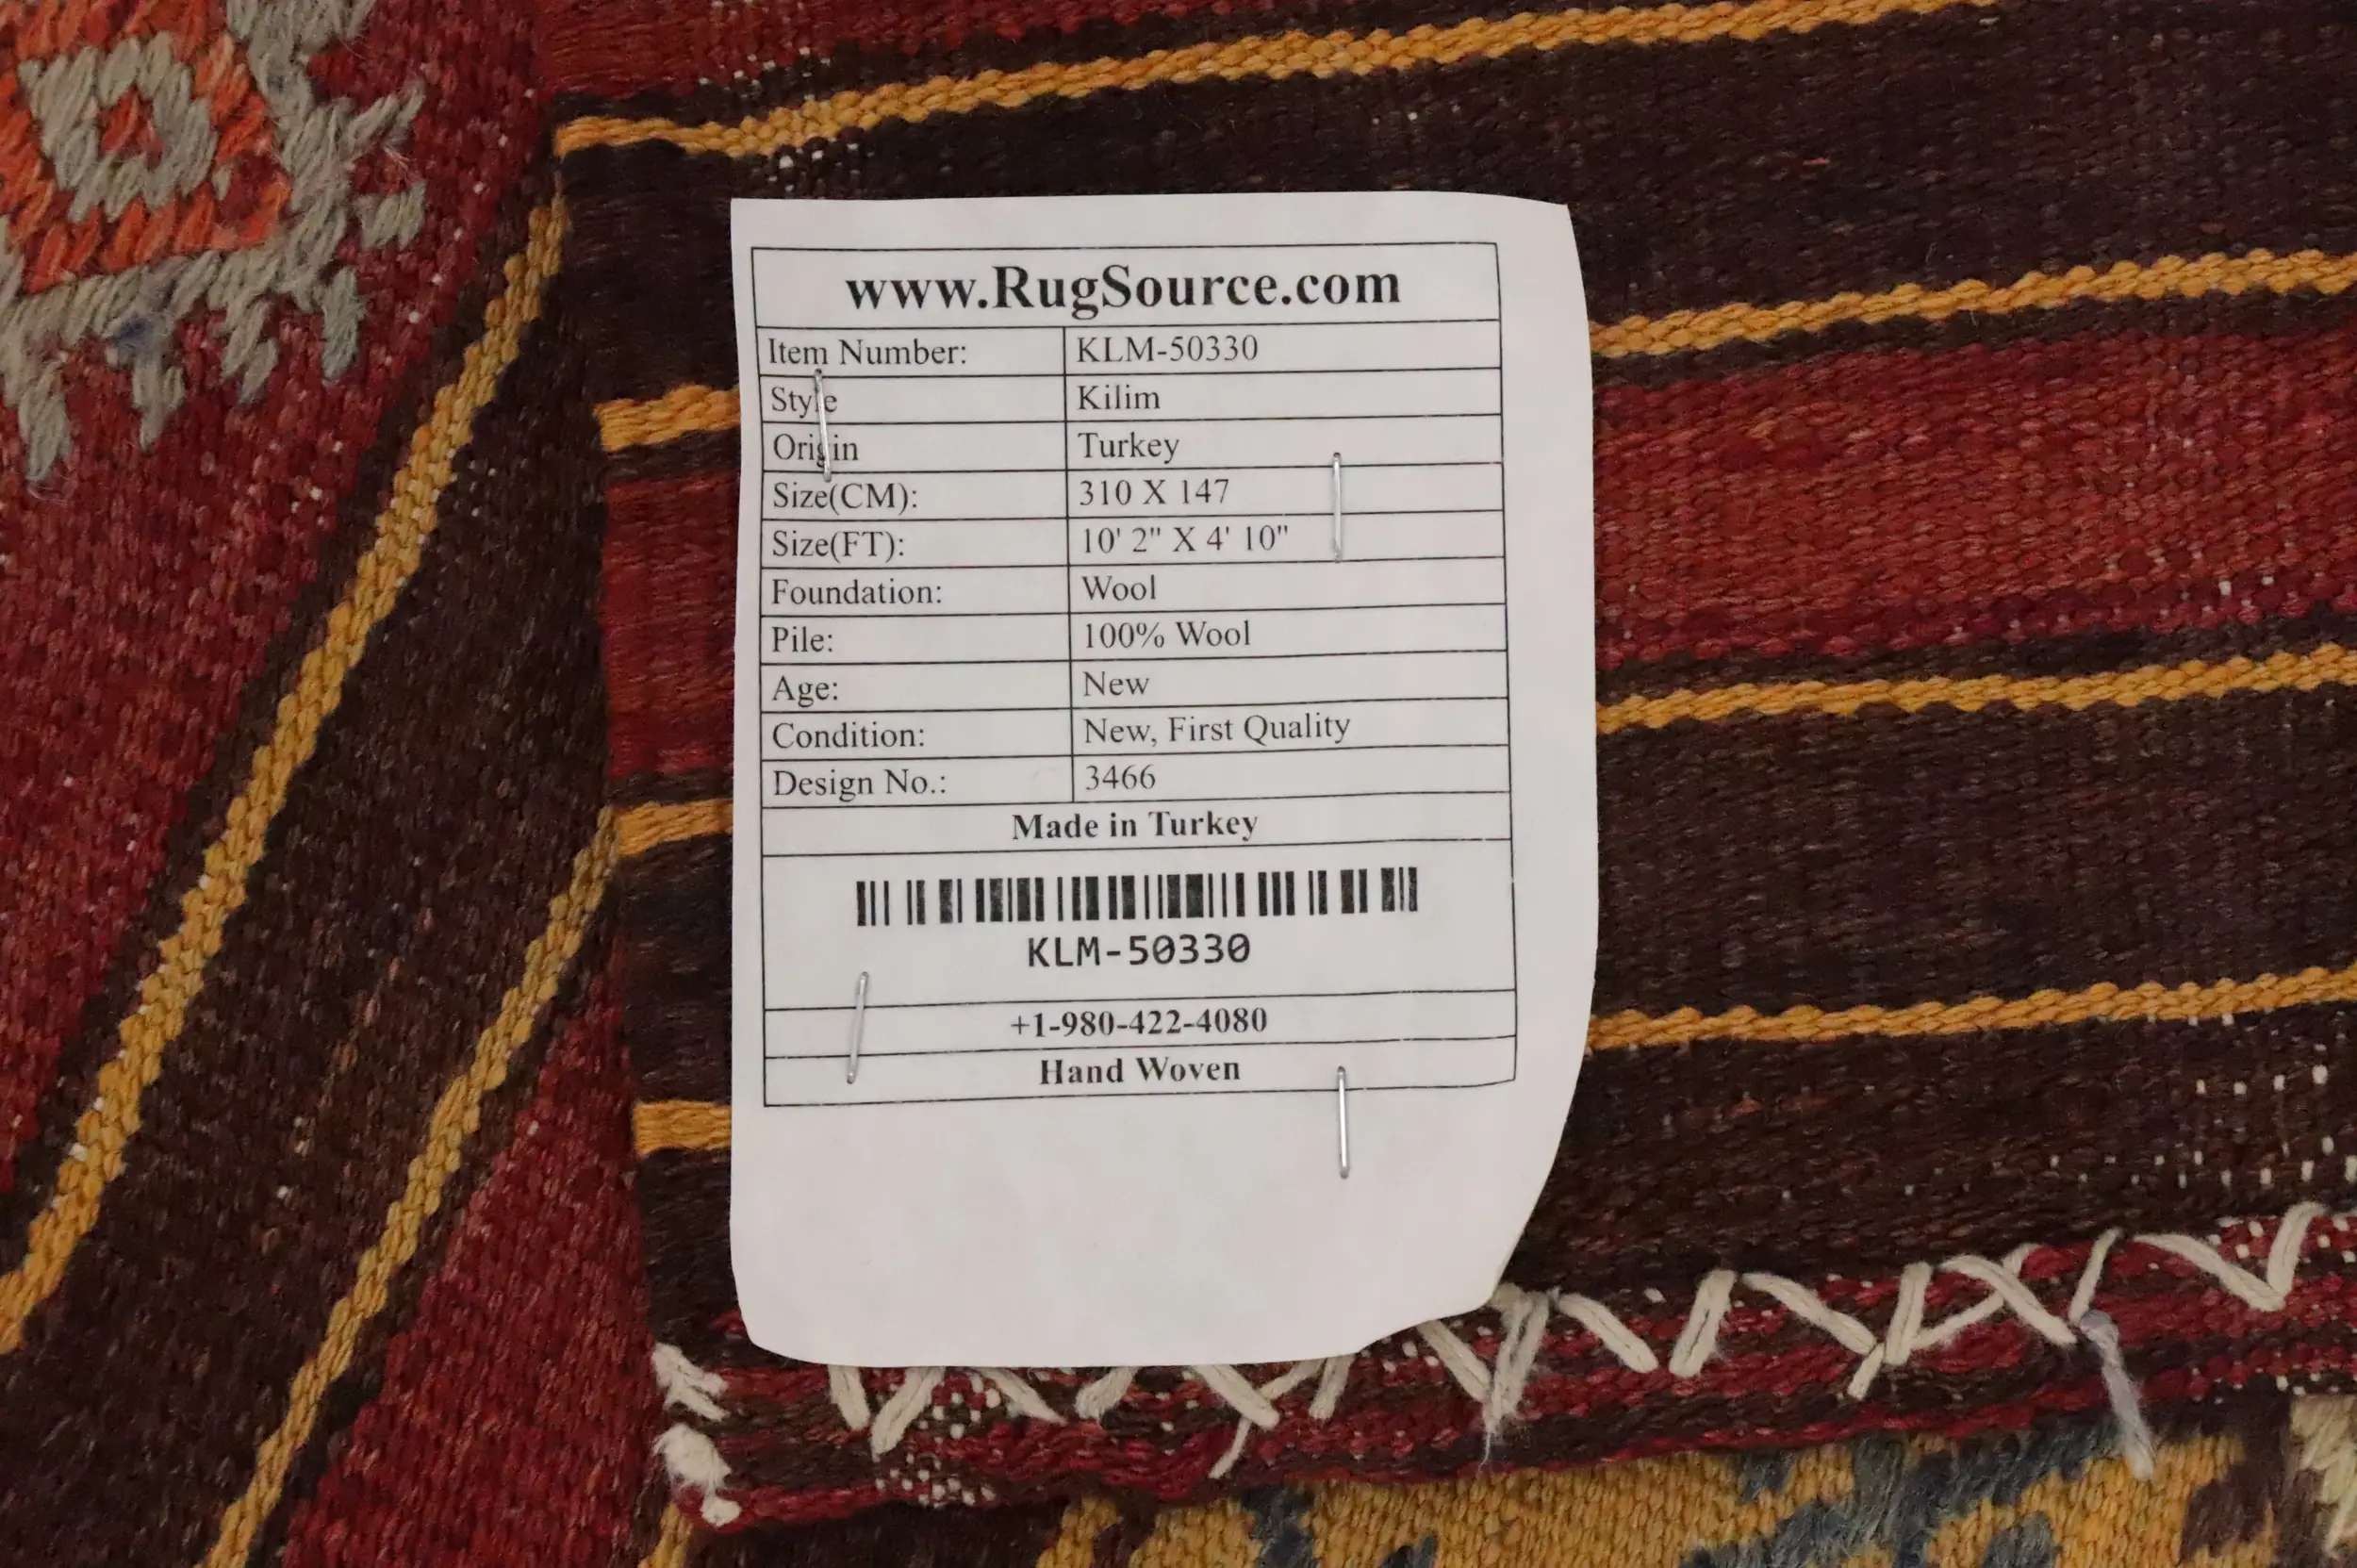 www.RugSource.com
Item Number: KLM-50330
Style Kilim
Origin Turkey
Size(CM): 310 X 147
Size(FT): 10' 2" X 4' 10"
Foundation: Wool
Pile: 100% Wool
Age: New
Condition: New, First Quality
Design No.: 3466
Made in Turkey
KLM-50330
+1-980-422-4080
Hand Woven